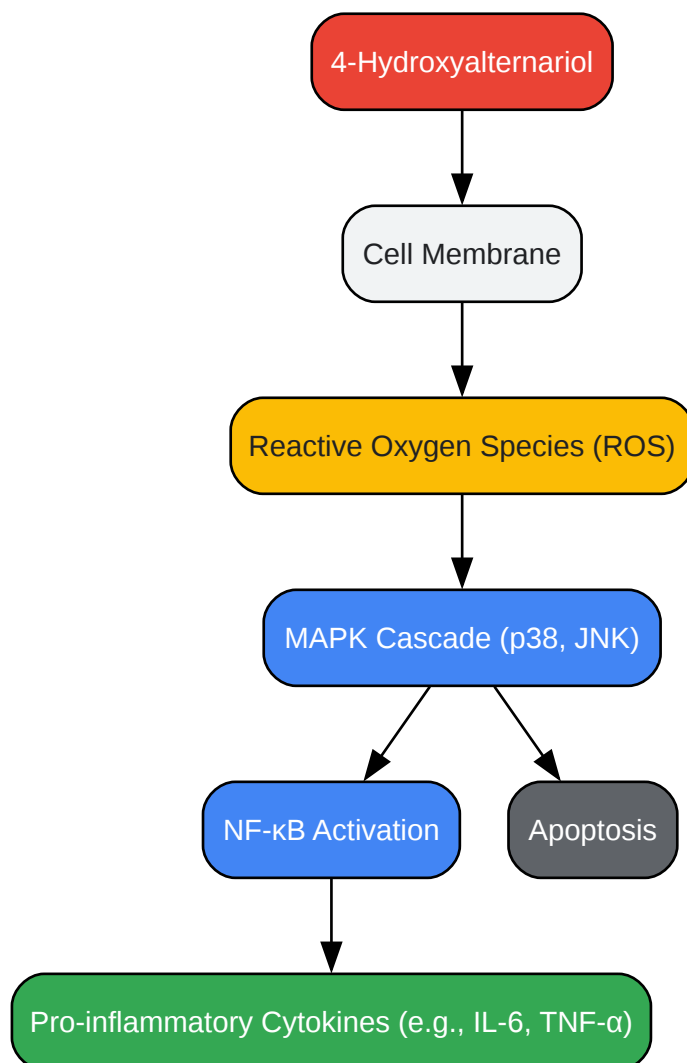 4-Hydroxyalternariol
Cell Membrane
Reactive Oxygen Species (ROS)
MAPK Cascade (p38, JNK)
NF-κB Activation
Apoptosis
Pro-inflammatory Cytokines (e.g., IL-6, TNF-α)